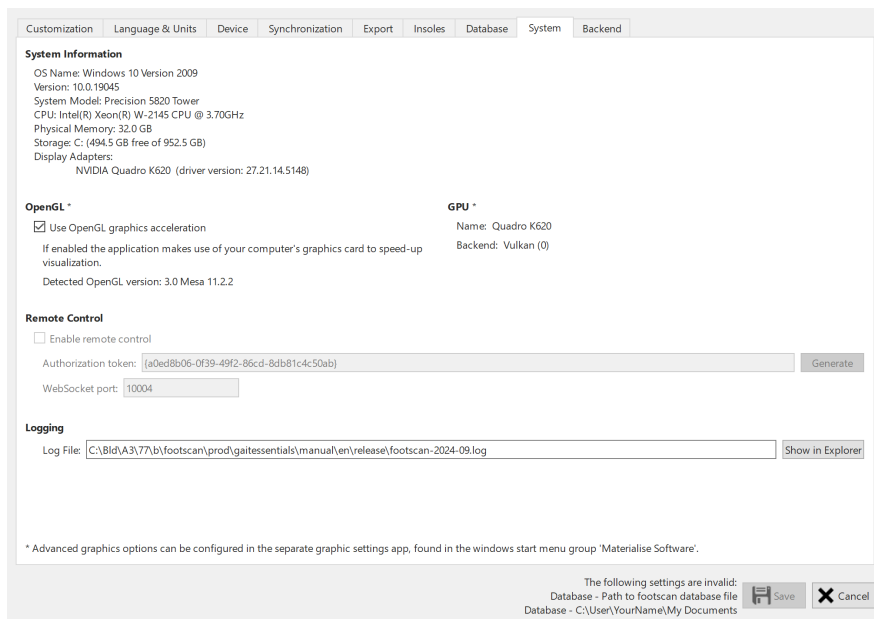 Customization Language & Units Device Synchronization Export Insoles Database System Backend
System Information
OS Name: Windows 10 Version 2009
Version: 10.0.19045
System Model: Precision 5820 Tower
CPU: Intel(R) Xeon(R) W-2145 CPU @ 3.70GHz
Physical Memory: 32.0 GB
Storage: C: (494.5 GB free of 952.5 GB)
Display Adapters:
NVIDIA Quadro K620 (driver version: 27.21.14.5148)
OpenGL *
Use OpenGL graphics acceleration
If enabled the application makes use of your computer's graphics card to speed-up
visualization.
Detected OpenGL version: 3.0 Mesa 11.2.2
GPU *
Name: Quadro K620
Backend: Vulkan (0)
Remote Control
Enable remote control
Authorization token: {a0ed8b06-0f39-49f2-86cd-8db81c4c50ab} Generate
WebSocket port: 10004
Logging
Log File: C:\Bld\A3\77\b\footscan\prod\gaitessentials\manual\en\release\footscan-2024-09.log Show in Explorer
* Advanced graphics options can be configured in the separate graphic settings app, found in the windows start menu group 'Materialise Software'.
The following settings are invalid:
Database - Path to footscan database file
Database - C:\User\YourName\My Documents
Save Cancel